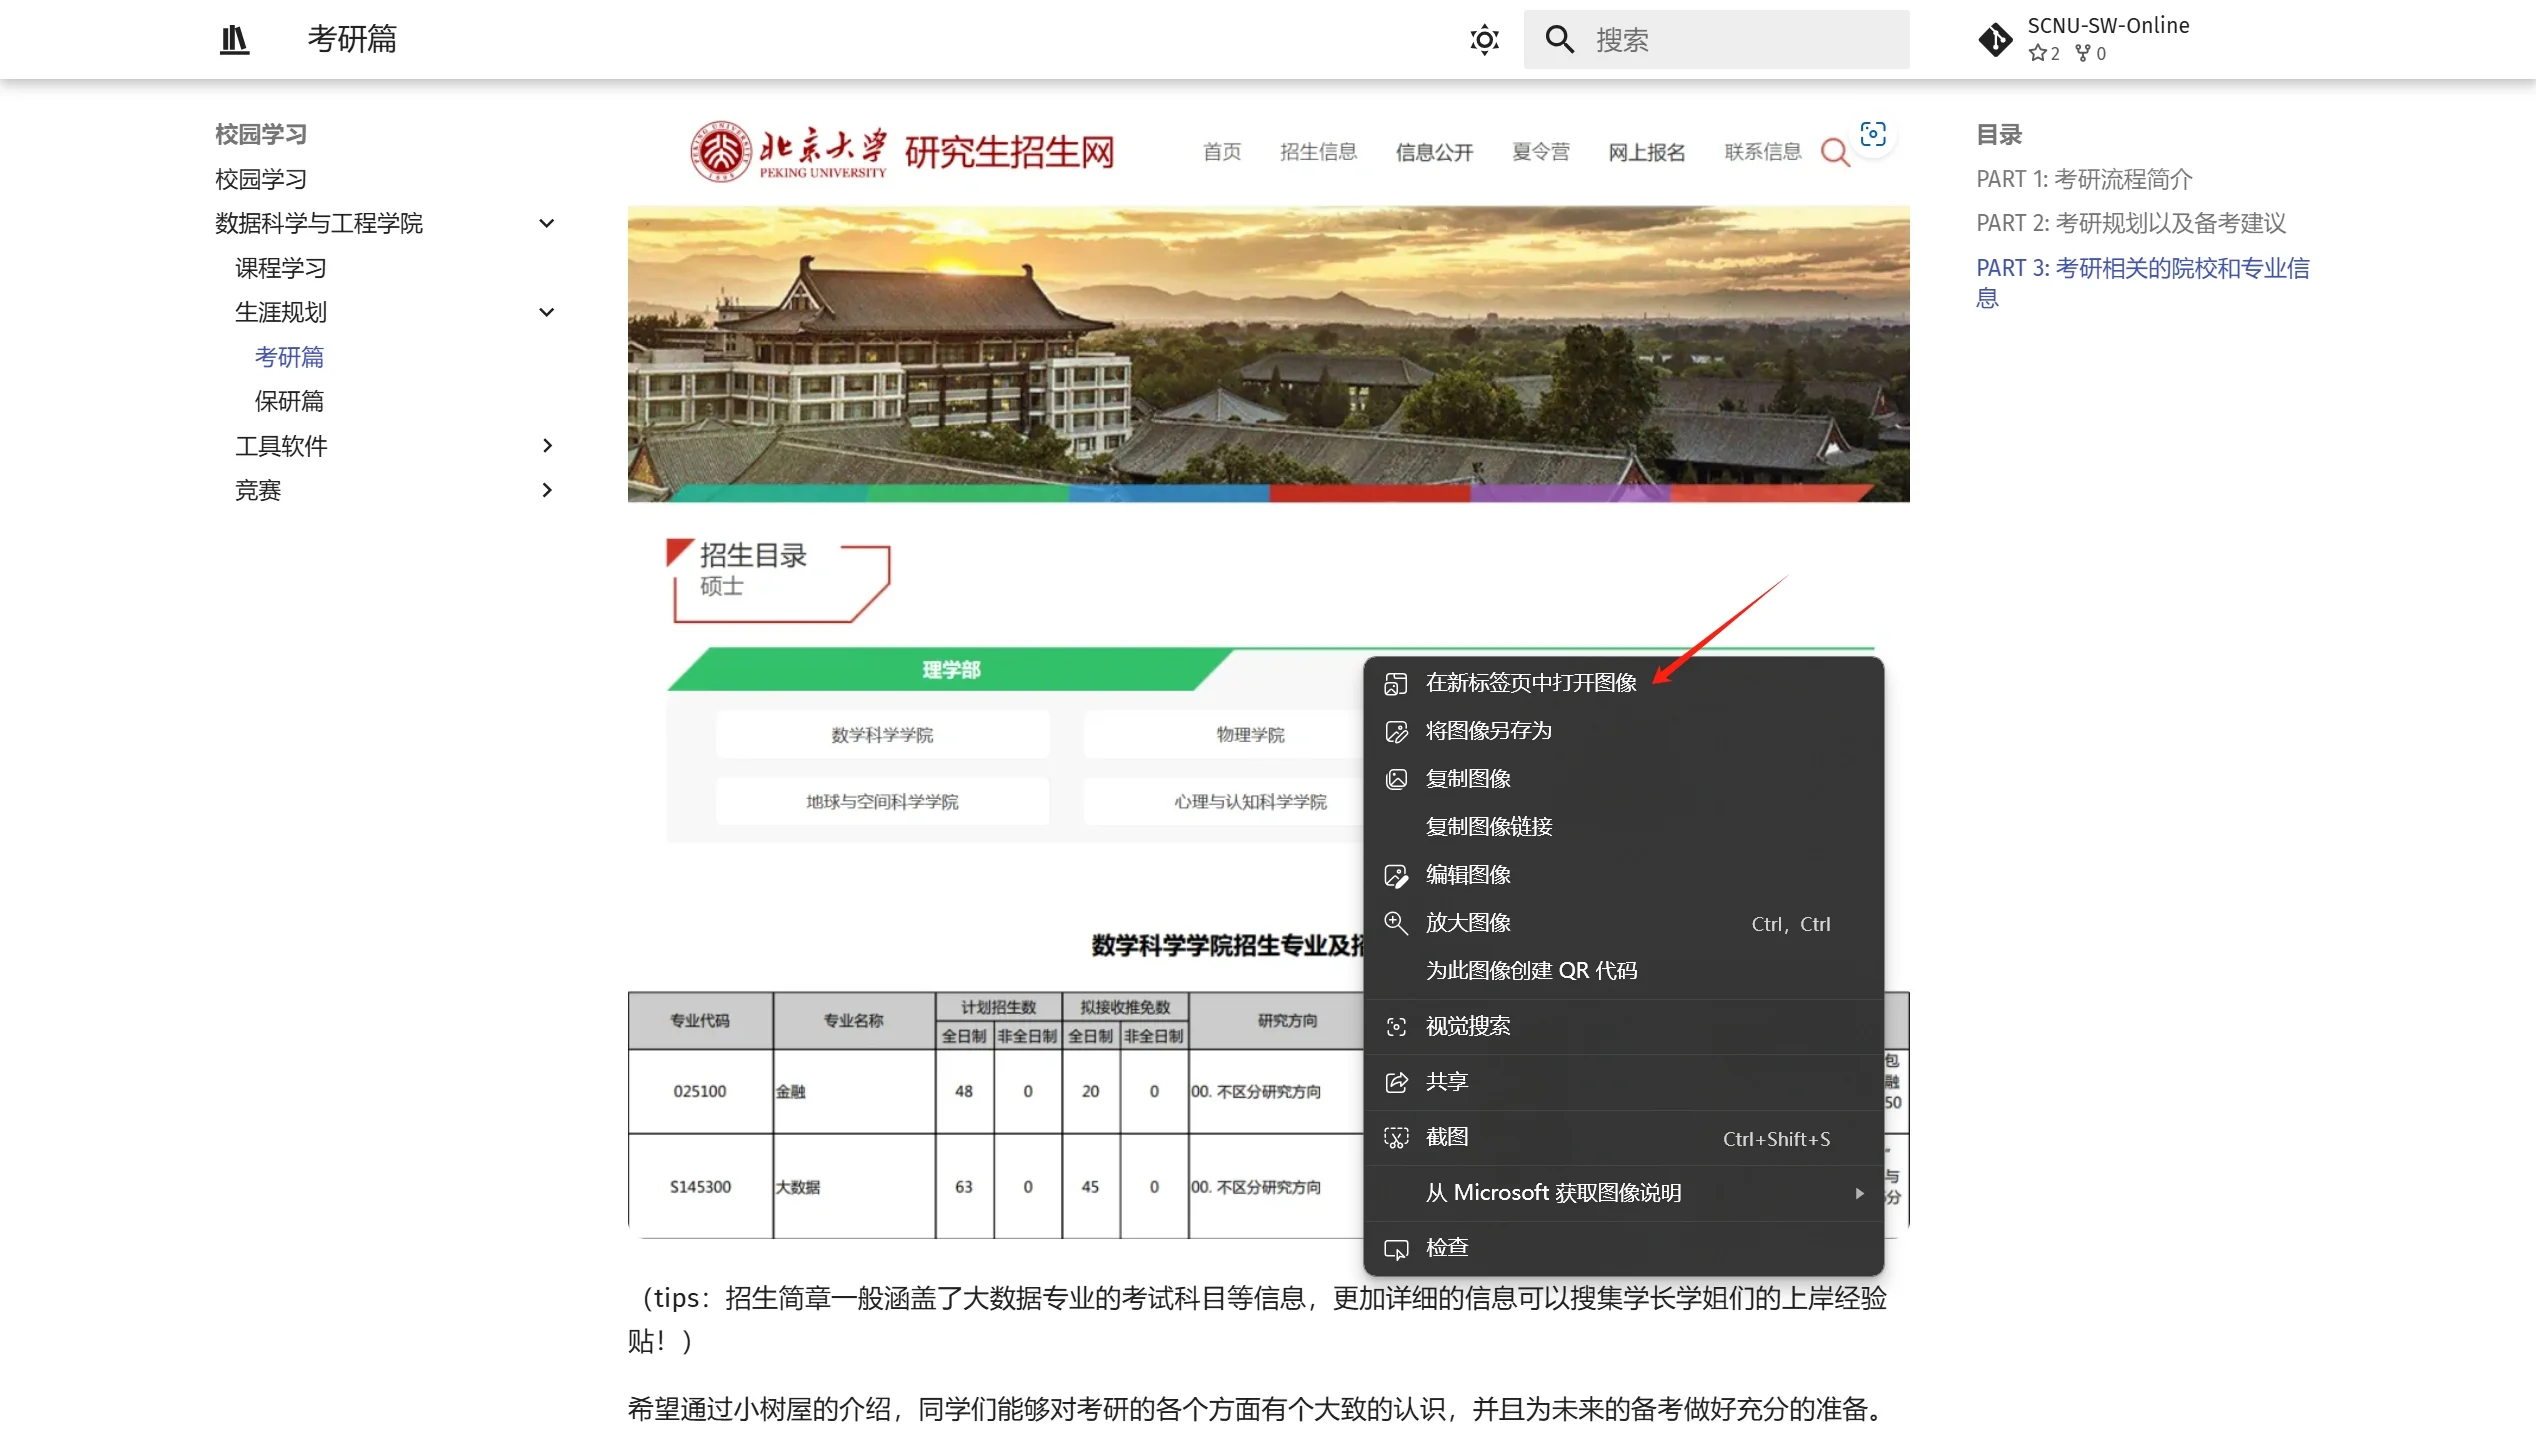 考研篇
搜索
SCNU-SW-Online
2 0
校园学习
校园学习
数据科学与工程学院
课程学习
生涯规划
考研篇
保研篇
工具软件
竞赛
北京大学
PEKING UNIVERSITY
研究生招生网
首页 招生信息 信息公开 夏令营 网上报名 联系信息
招生目录
硕士
理学部
数学科学学院 物理学院
地球与空间科学学院 心理与认知科学学院
数学科学学院招生专业及招
专业代码 专业名称 计划招生数 拟接收推免数 研究方向
全日制 非全日制 全日制 非全日制
025100 金融 48 0 20 0 00. 不区分研究方向
包
融
50
S145300 大数据 63 0 45 0 00. 不区分研究方向
与
分
在新标签页中打开图像
将图像另存为
复制图像
复制图像链接
编辑图像
放大图像 Ctrl，Ctrl
为此图像创建 QR 代码
视觉搜索
共享
截图 Ctrl+Shift+S
从 Microsoft 获取图像说明
检查
（tips：招生简章一般涵盖了大数据专业的考试科目等信息，更加详细的信息可以搜集学长学姐们的上岸经验
贴！）
希望通过小树屋的介绍，同学们能够对考研的各个方面有个大致的认识，并且为未来的备考做好充分的准备。
目录
PART 1: 考研流程简介
PART 2: 考研规划以及备考建议
PART 3: 考研相关的院校和专业信
息